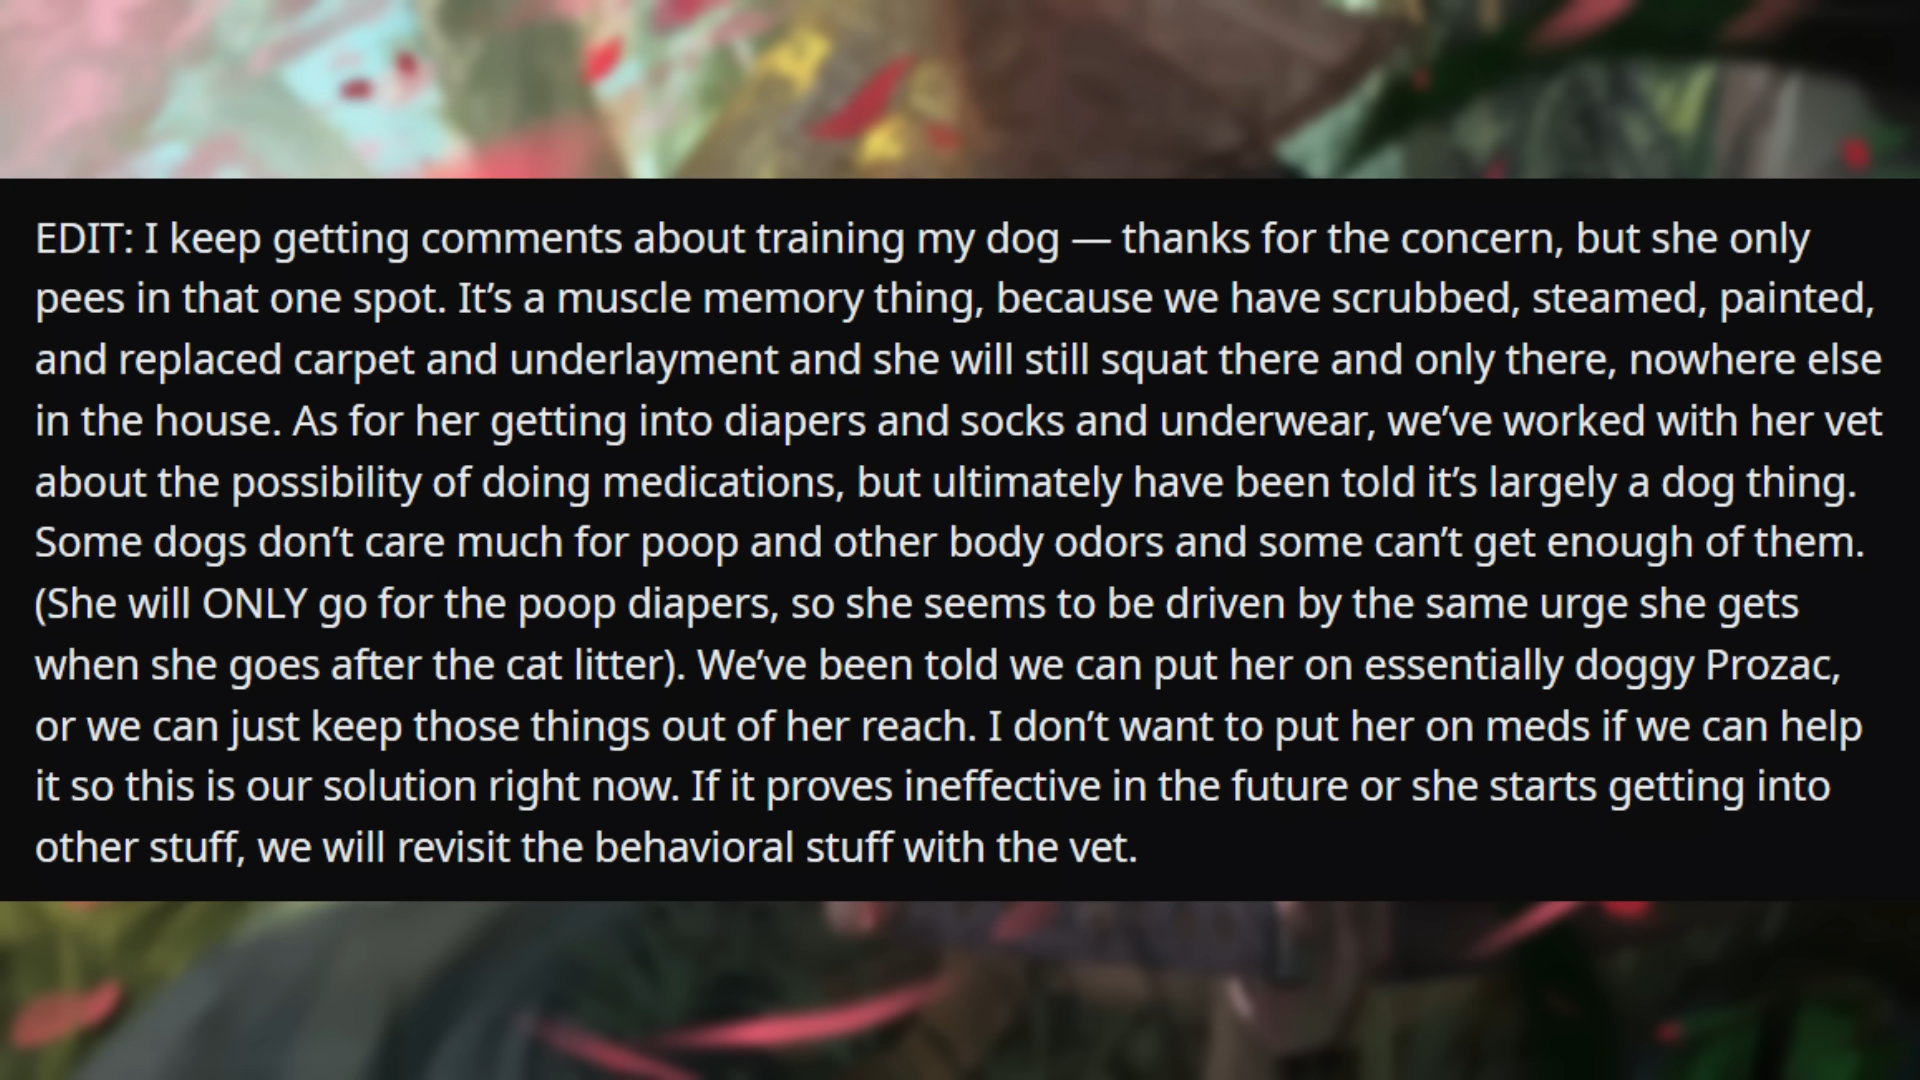 EDIT: I keep getting comments about training my dog — thanks for the concern, but she only
pees in that one spot. It’s a muscle memory thing, because we have scrubbed, steamed, painted,
and replaced carpet and underlayment and she will still squat there and only there, nowhere else
in the house. As for her getting into diapers and socks and underwear, we’ve worked with her vet
about the possibility of doing medications, but ultimately have been told it’s largely a dog thing.
Some dogs don’t care much for poop and other body odors and some can’t get enough of them.
(She will ONLY go for the poop diapers, so she seems to be driven by the same urge she gets
when she goes after the cat litter). We’ve been told we can put her on essentially doggy Prozac,
or we can just keep those things out of her reach. I don’t want to put her on meds if we can help
it so this is our solution right now. If it proves ineffective in the future or she starts getting into
other stuff, we will revisit the behavioral stuff with the vet.